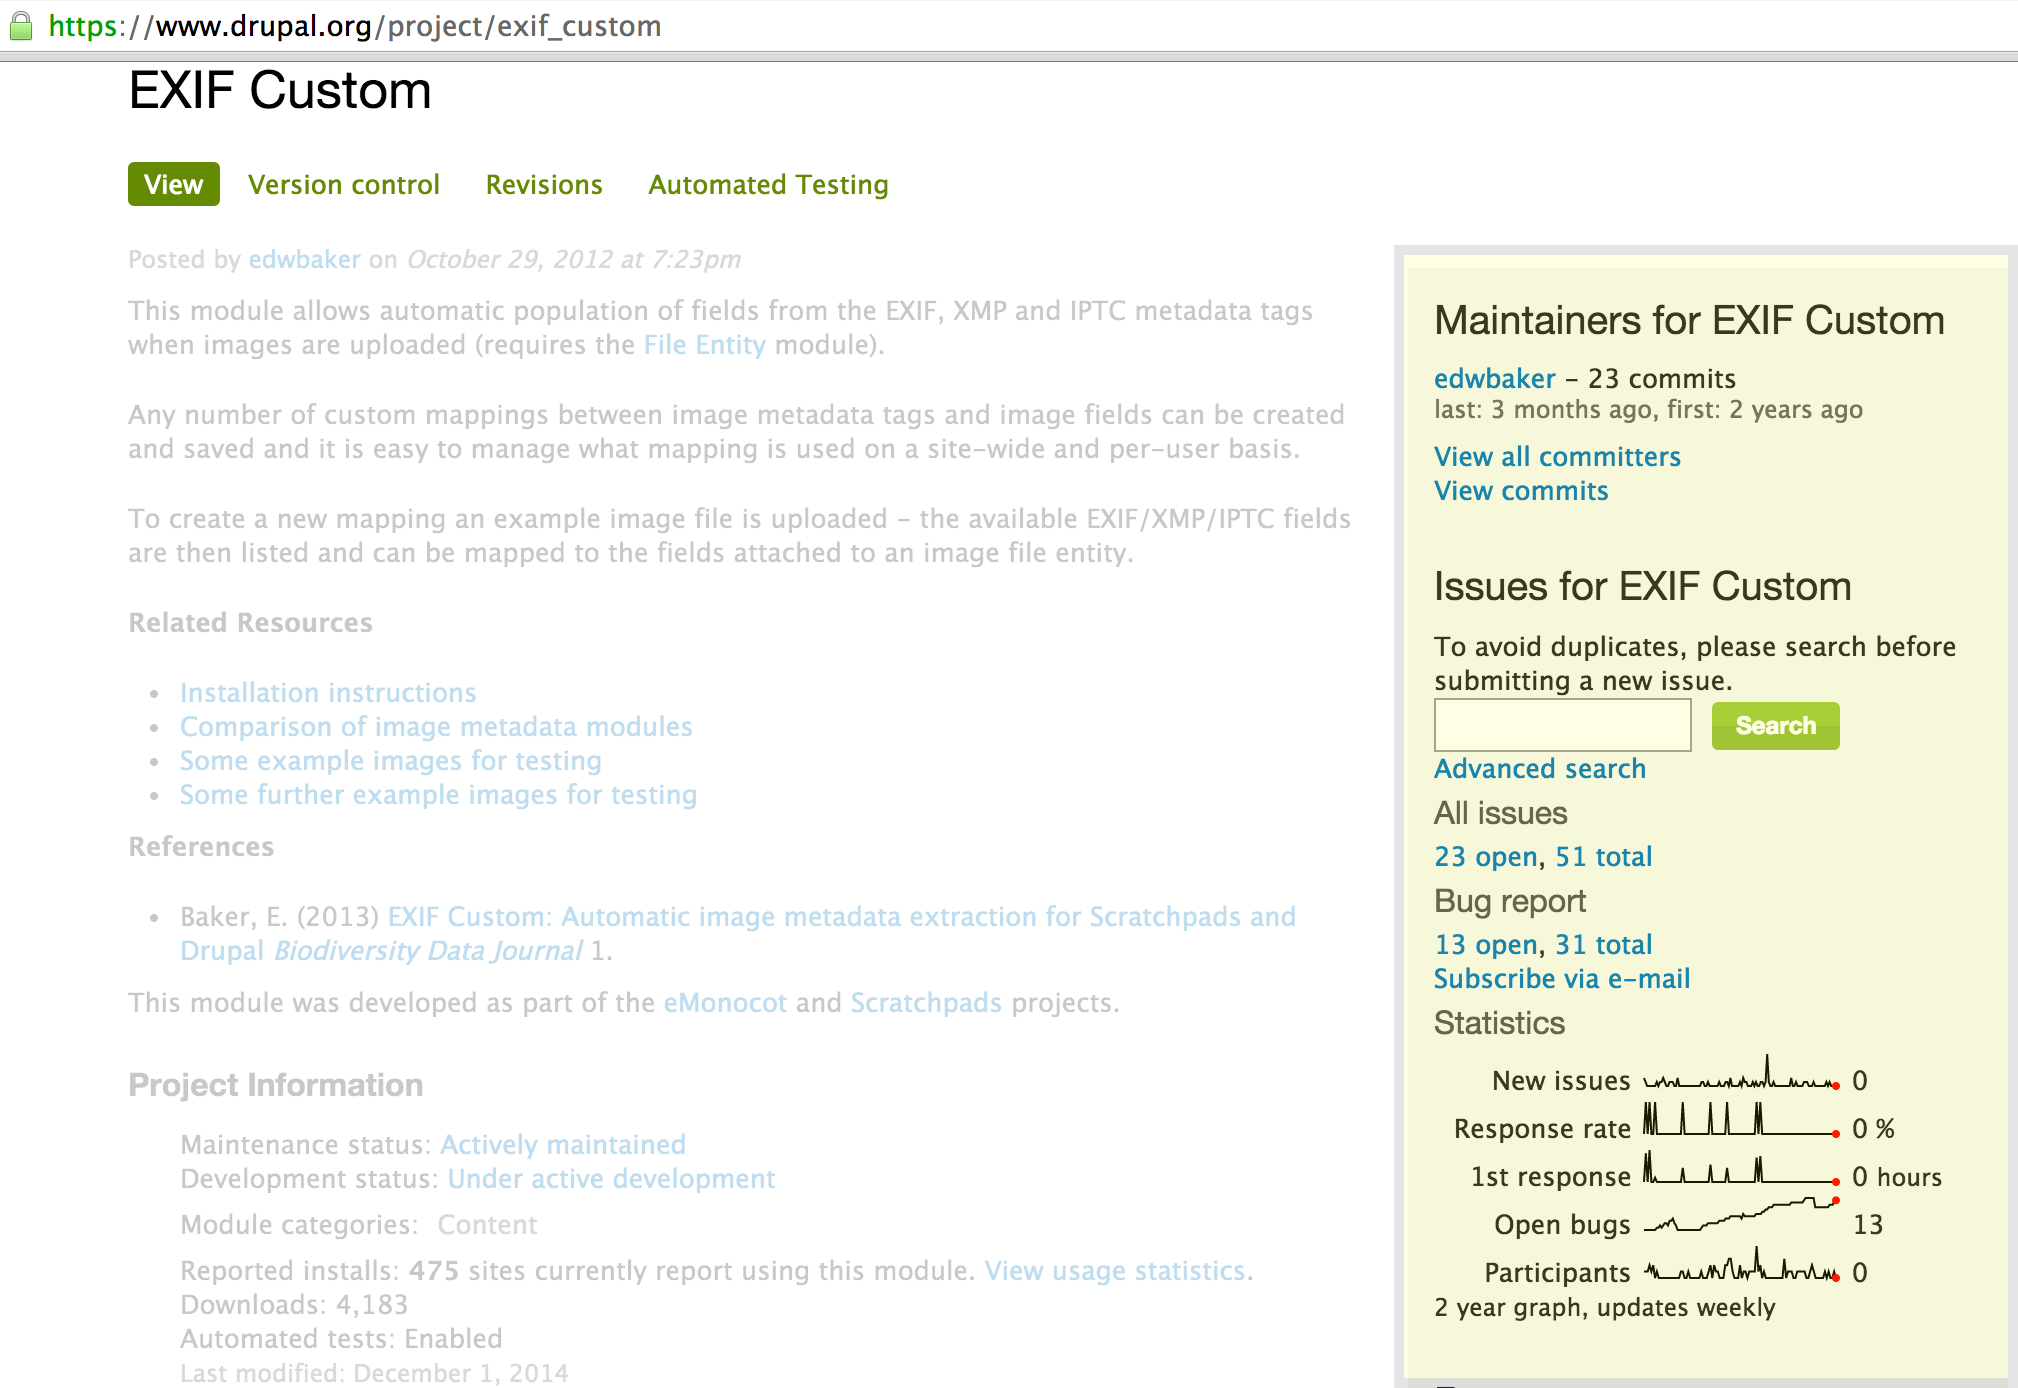 https://www.drupal.org/project/exif_custom
EXIF Custom
View Version control Revisions Automated Testing
Posted by edwbaker on October 29, 2012 at 7:23pm
This module allows automatic population of fields from the EXIF, XMP and IPTC metadata tags
when images are uploaded (requires the File Entity module).
Any number of custom mappings between image metadata tags and image fields can be created
and saved and it is easy to manage what mapping is used on a site-wide and per-user basis.
To create a new mapping an example image file is uploaded - the available EXIF/XMP/IPTC fields
are then listed and can be mapped to the fields attached to an image file entity.
Related Resources
• Installation instructions
• Comparison of image metadata modules
• Some example images for testing
• Some further example images for testing
References
• Baker, E. (2013) EXIF Custom: Automatic image metadata extraction for Scratchpads and
Drupal Biodiversity Data Journal 1.
This module was developed as part of the eMonocot and Scratchpads projects.
Project Information
Maintenance status: Actively maintained
Development status: Under active development
Module categories: Content
Reported installs: 475 sites currently report using this module. View usage statistics.
Downloads: 4,183
Automated tests: Enabled
Last modified: December 1, 2014
Maintainers for EXIF Custom
edwbaker - 23 commits
last: 3 months ago, first: 2 years ago
View all committers
View commits
Issues for EXIF Custom
To avoid duplicates, please search before
submitting a new issue.
Search
Advanced search
All issues
23 open, 51 total
Bug report
13 open, 31 total
Subscribe via e-mail
Statistics
New issues 0
Response rate 0 %
1st response 0 hours
Open bugs 13
Participants 0
2 year graph, updates weekly